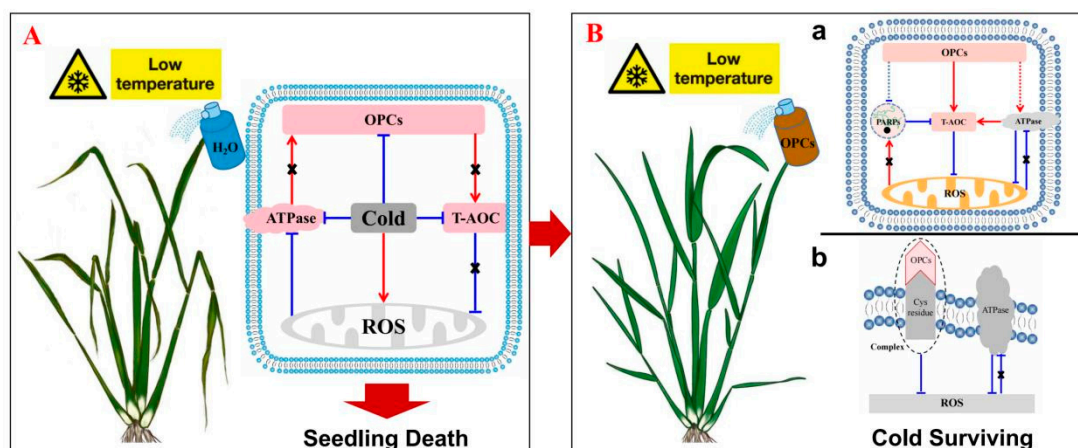 A
Low
temperature
H₂O
OPCs
ATPase
Cold
T-AOC
ROS
Seedling Death
B
Low
temperature
OPCs
a
OPCs
PARPs
T-AOC
ATPase
ROS
b
OPCs
Cys
residue
ATPase
Complex
ROS
Cold Surviving